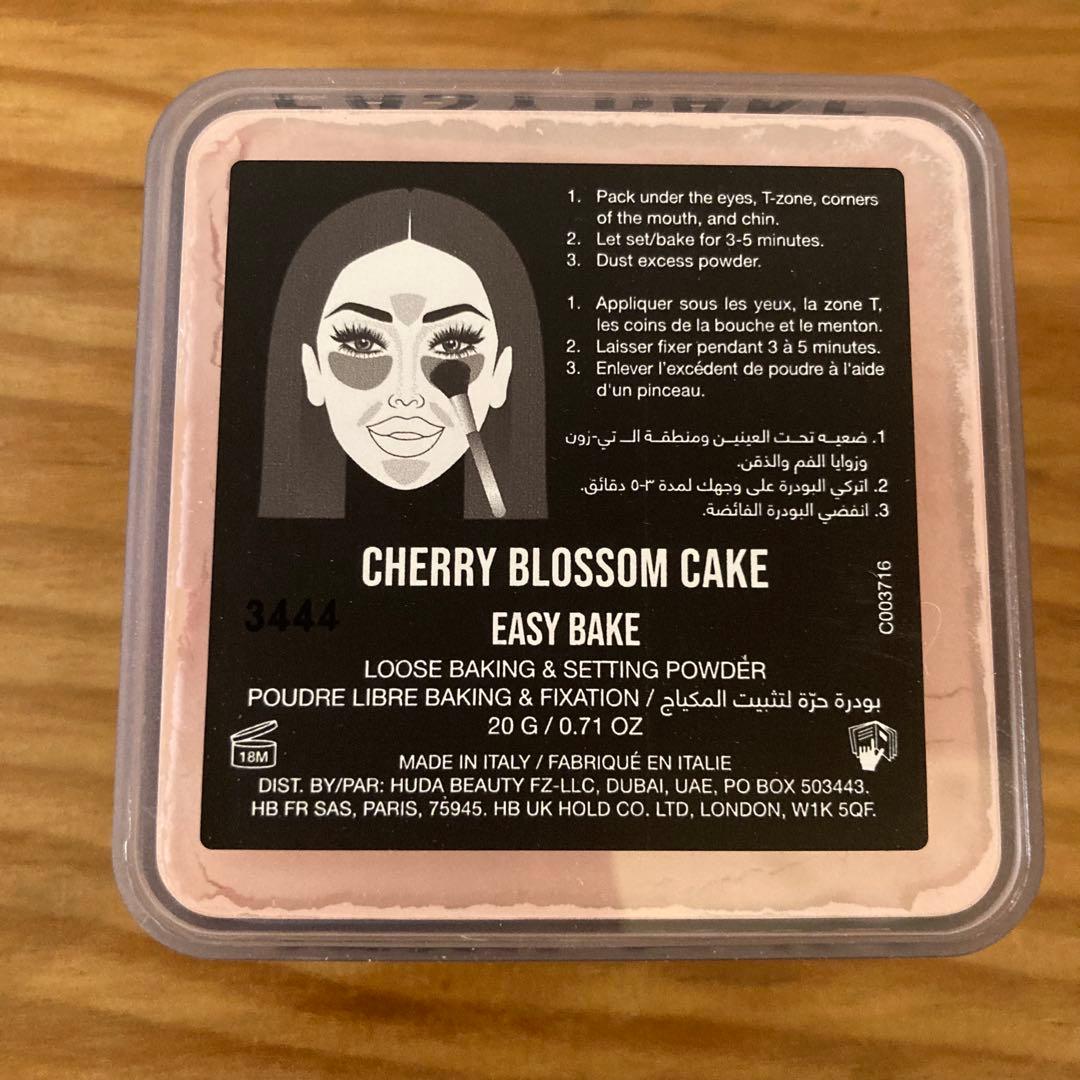 EASY BAKE
1. Pack under the eyes, T-zone, corners
of the mouth, and chin.
2. Let set/bake for 3-5 minutes.
3. Dust excess powder.
1. Appliquer sous les yeux, la zone T,
les coins de la bouche et le menton.
2. Laisser fixer pendant 3 à 5 minutes.
3. Enlever l'excédent de poudre à l'aide
d'un pinceau.
1. ضعيه تحت العينين ومنطقة الـ تي-زون
وزوايا الفم والذقن.
2. اتركي البودرة على وجهك لمدة ٣-٥ دقائق.
3. انفضي البودرة الفائضة.
CHERRY BLOSSOM CAKE
C003716
3444
EASY BAKE
LOOSE BAKING & SETTING POWDER
POUDRE LIBRE BAKING & FIXATION / بودرة حرّة لتثبيت المكياج
20 G / 0.71 OZ
18M
MADE IN ITALY / FABRIQUÉ EN ITALIE
DIST. BY/PAR: HUDA BEAUTY FZ-LLC, DUBAI, UAE, PO BOX 503443.
HB FR SAS, PARIS, 75945. HB UK HOLD CO. LTD, LONDON, W1K 5QF.